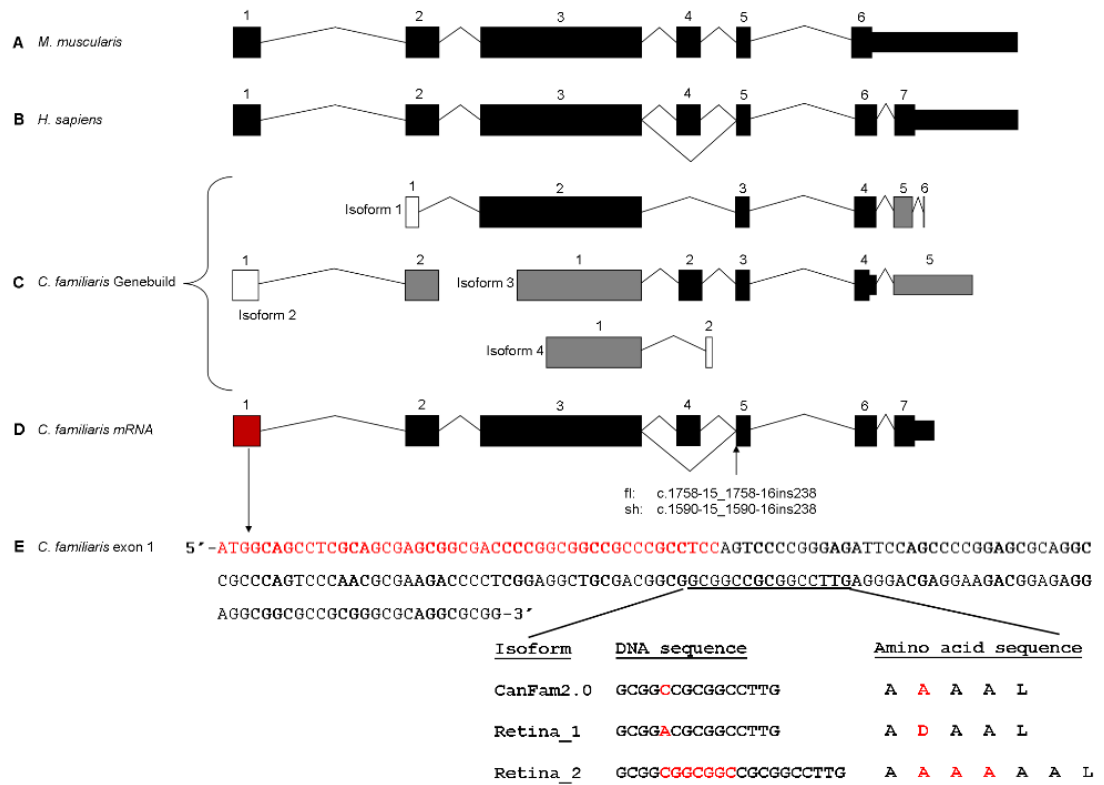 1 2 3 4 5 6
A M. muscularis
1 2 3 4 5 6 7
B H. sapiens
1 2 3 4 5 6
Isoform 1
C C. familiaris Genebuild
1 2
Isoform 2
1 2 3 4 5
Isoform 3
1 2
Isoform 4
1 2 3 4 5 6 7
D C. familiaris mRNA
fl: c.1758-15_1758-16ins238
sh: c.1590-15_1590-16ins238
E C. familiaris exon 1 5´-ATGGCAGCCTCGCAGCGAGCGGCGACCCCGGCGGCCGCCCGCCTCCAGTCCCCGGGAGATTCCAGCCCCGGAGCGCAGGC
CGCCCAGTCCCAACGCGAAGACCCCTCGGAGGCTGCGACGGCGGCGGCCGCGGCCTTGAGGGACGAGGAAGACGGAGAGG
AGGCGGCGCCGCGGGCGCAGGCGCGG-3´
Isoform DNA sequence Amino acid sequence
CanFam2.0 GCGGCCGCGGCCTTG A A A A L
Retina_1 GCGGACGCGGCCTTG A D A A L
Retina_2 GCGGCGGCGGCCGCGGCCTTG A A A A A A L